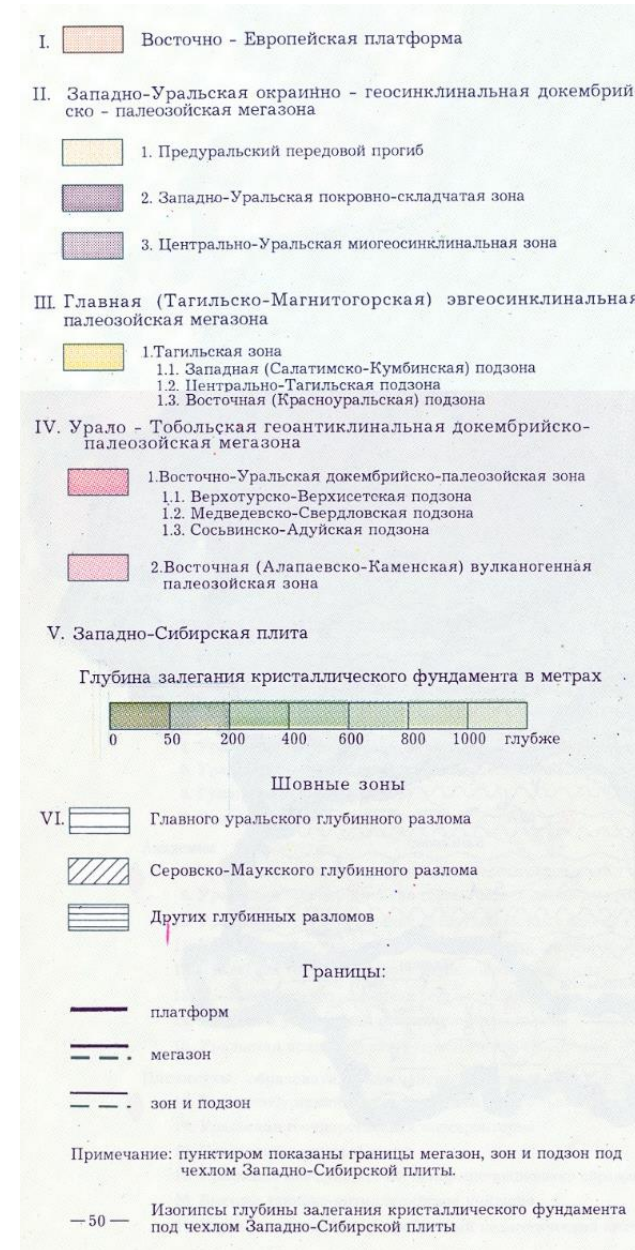 I. Восточно - Европейская платформа
II. Западно-Уральская окраинно - геосинклинальная докембрий
ско - палеозойская мегазона
1. Предуральский передовой прогиб
2. Западно-Уральская покровно-складчатая зона
3. Центрально-Уральская миогеосинклинальная зона
III. Главная (Тагильско-Магнитогорская) эвгеосинклинальная
палеозойская мегазона
1.Тагильская зона
1.1. Западная (Салатимско-Кумбинская) подзона
1.2. Центрально-Тагильская подзона
1.3. Восточная (Красноуральская) подзона
IV. Урало - Тобольская геоантиклинальная докембрийско-
палеозойская мегазона
1.Восточно-Уральская докембрийско-палеозойская зона
1.1. Верхотурско-Верхисетская подзона
1.2. Медведевско-Свердловская подзона
1.3. Сосьвинско-Адуйская подзона
2.Восточная (Алапаевско-Каменская) вулканогенная
палеозойская зона
V. Западно-Сибирская плита
Глубина залегания кристаллического фундамента в метрах
0 50 200 400 600 800 1000 глубже
Шовные зоны
VI. Главного уральского глубинного разлома
Серовско-Маукского глубинного разлома
Других глубинных разломов
Границы:
платформ
мегазон
зон и подзон
Примечание: пунктиром показаны границы мегазон, зон и подзон под
чехлом Западно-Сибирской плиты.
—50— Изогипсы глубины залегания кристаллического фундамента
под чехлом Западно-Сибирской плиты